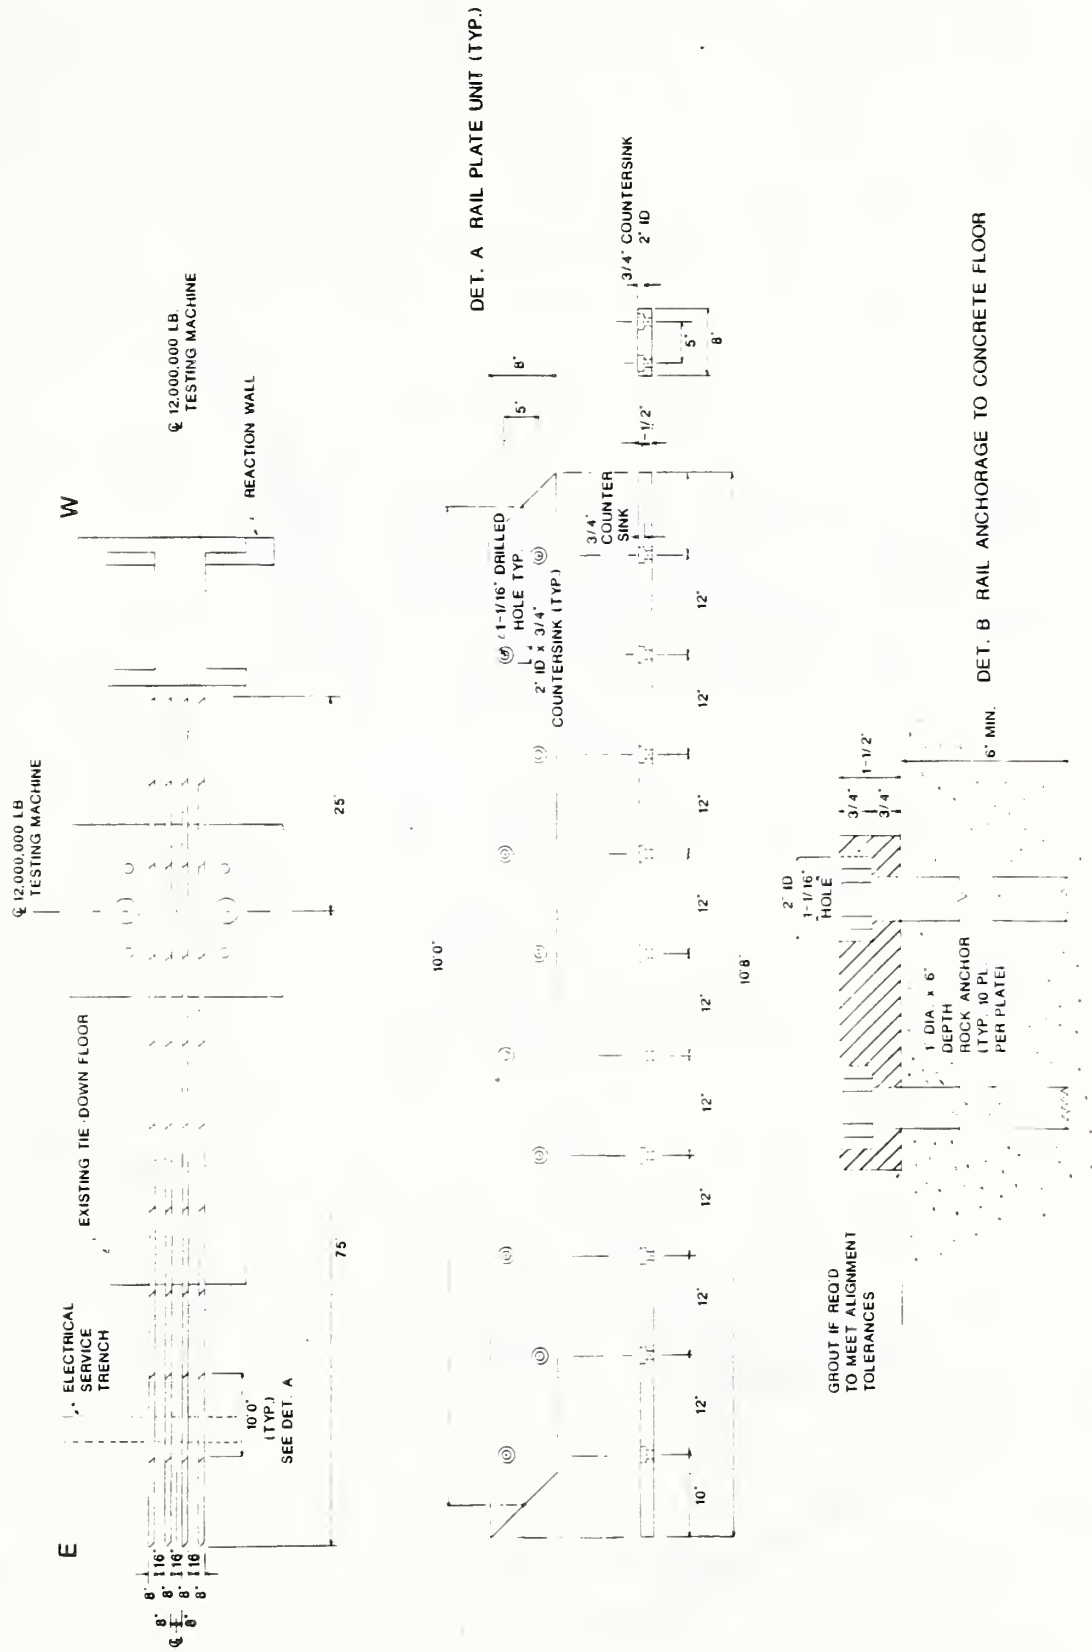 E
W
℄ 12,000,000 LB
TESTING MACHINE
℄ 12,000,000 LB.
TESTING MACHINE
ELECTRICAL
SERVICE
TRENCH
EXISTING TIE-DOWN FLOOR
REACTION WALL
8"
8"
8"
8"
16"
16"
16"
℄
8"
8"
8"
10'0"
(TYP.)
SEE DET. A
75'
25'
DET. A RAIL PLATE UNIT (TYP.)
10'0"
1-1/16" DRILLED
HOLE TYP.
2" ID x 3/4"
COUNTERSINK (TYP.)
5"
8"
3/4"
COUNTER
SINK
1-1/2"
3/4" COUNTERSINK
2" ID
5"
8"
10"
12"
12"
12"
12"
12"
12"
12"
12"
12"
10'8"
GROUT IF REQ'D
TO MEET ALIGNMENT
TOLERANCES
2" ID
1-1/16"
HOLE
3/4"
3/4"
1-1/2"
1" DIA. x 6"
DEPTH
ROCK ANCHOR
(TYP. 10 PL.
PER PLATE)
6" MIN.
DET. B RAIL ANCHORAGE TO CONCRETE FLOOR